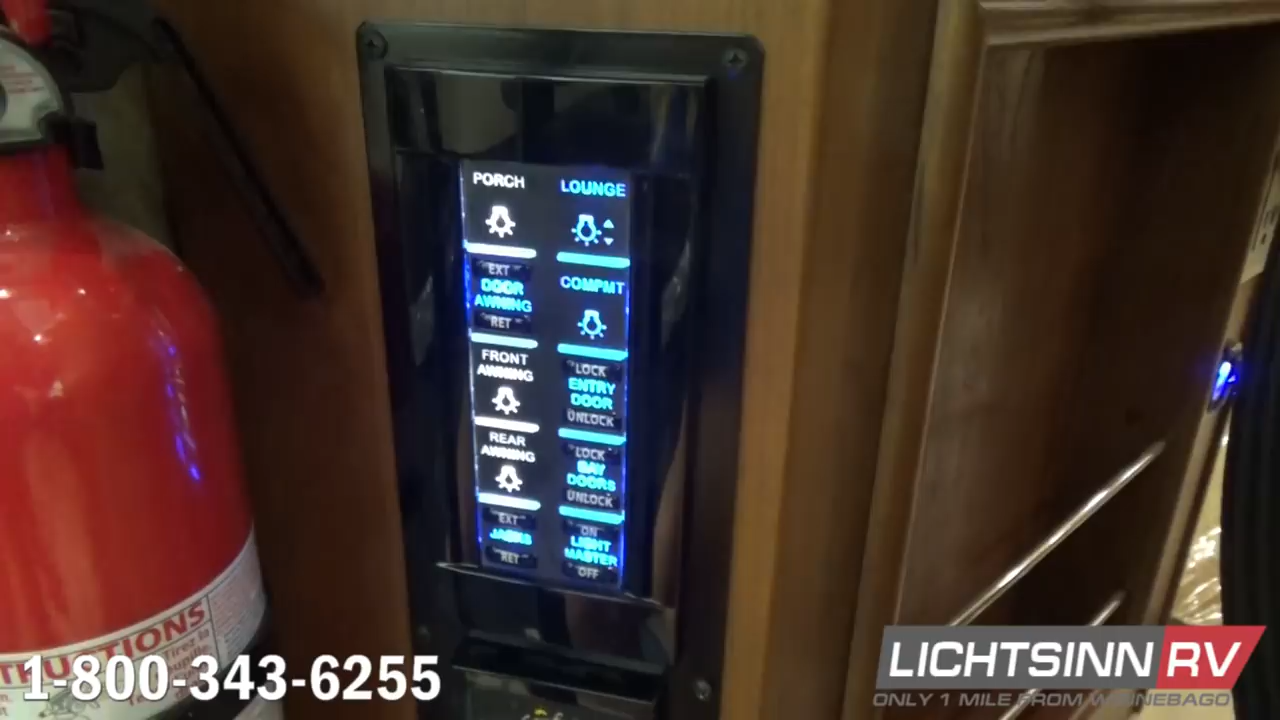 PORCH
LOUNGE
EXT
DOOR
AWNING
RET
COMPMT
FRONT
AWNING
LOCK
ENTRY
DOOR
UNLOCK
REAR
AWNING
LOCK
BAY
DOORS
UNLOCK
EXT
JACKS
RET
ON
LIGHT
MASTER
OFF
TRUCTIONS
1-800-343-6255
LICHTSINN RV
ONLY 1 MILE FROM WINNEBAGO